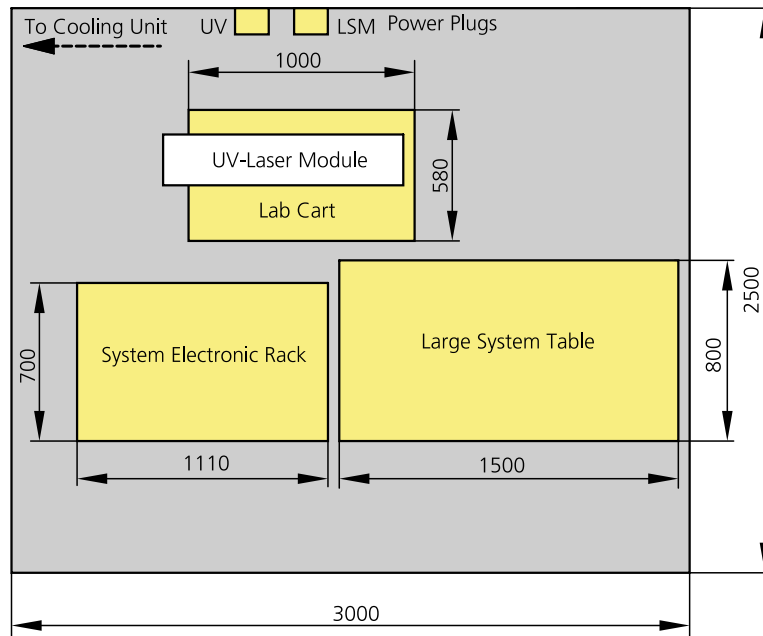 To Cooling Unit
UV
LSM
Power Plugs
1000
UV-Laser Module
580
Lab Cart
2500
System Electronic Rack
Large System Table
700
800
1110
1500
3000